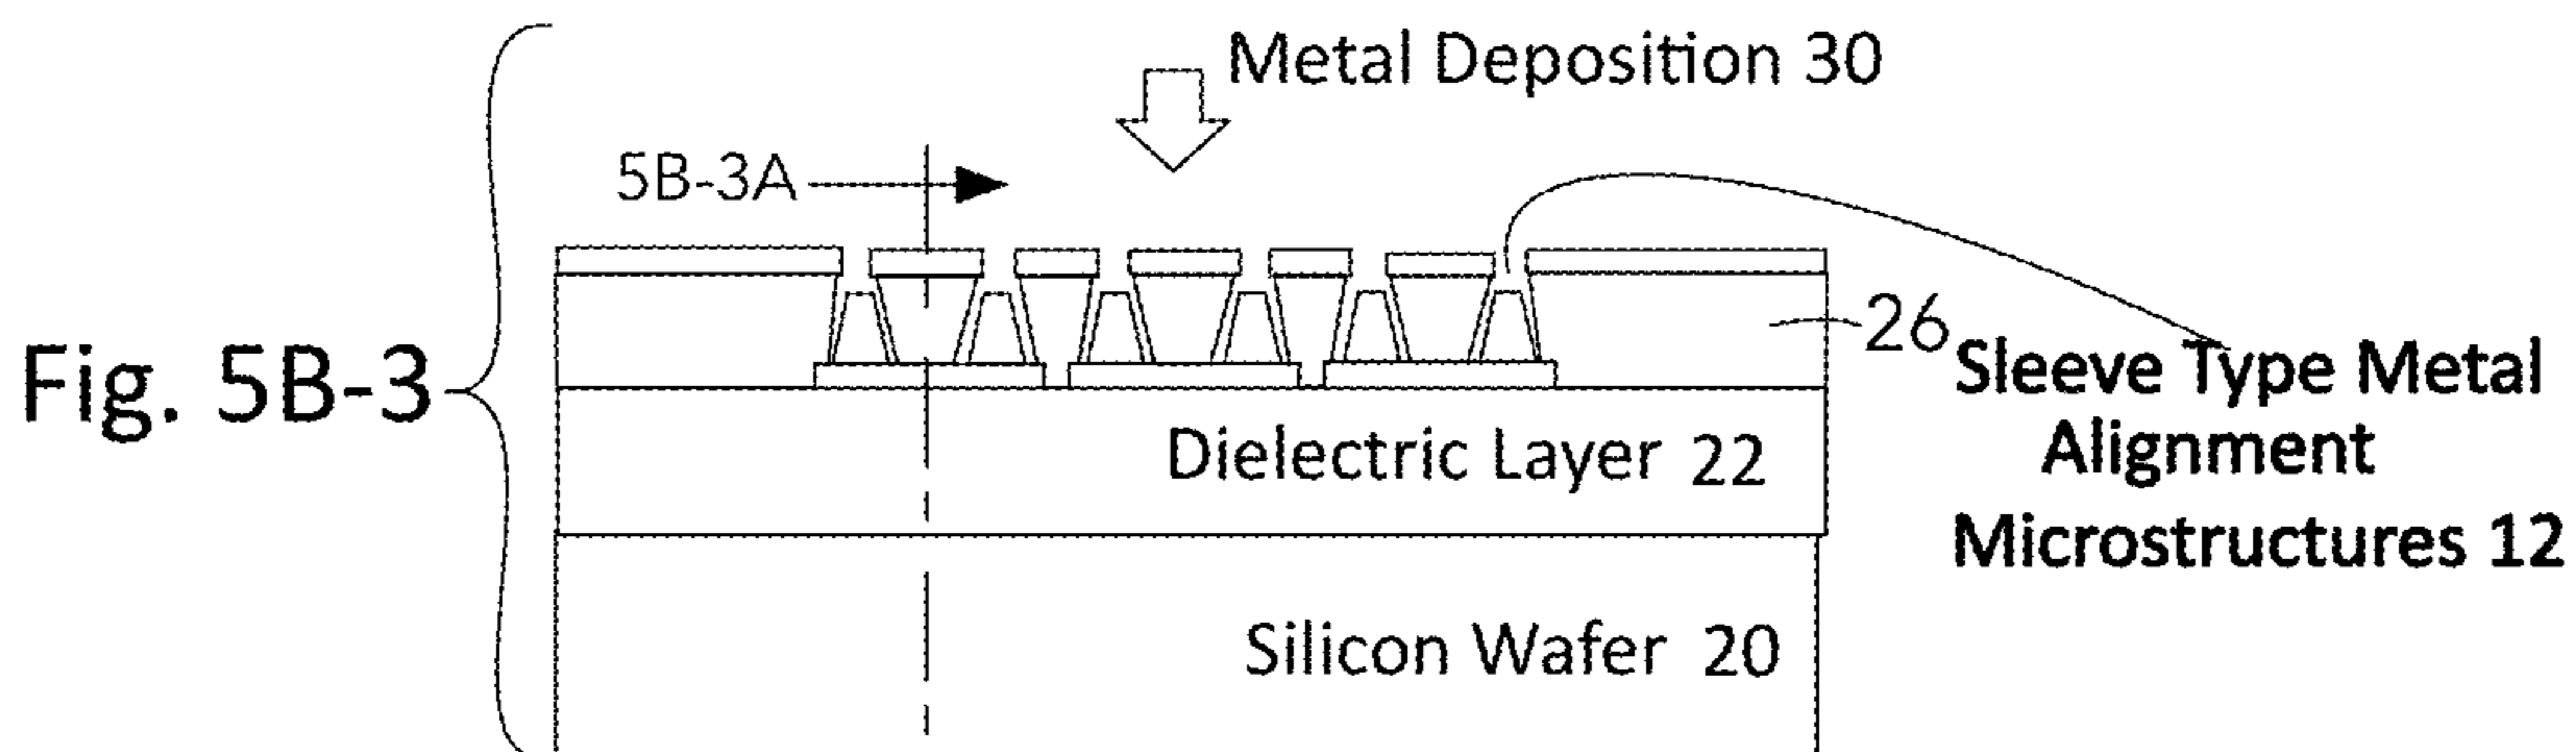 Metal Deposition 30
5B-3A
26
Fig. 5B-3
Sleeve Type Metal
Alignment
Microstructures 12
Dielectric Layer 22
Silicon Wafer 20